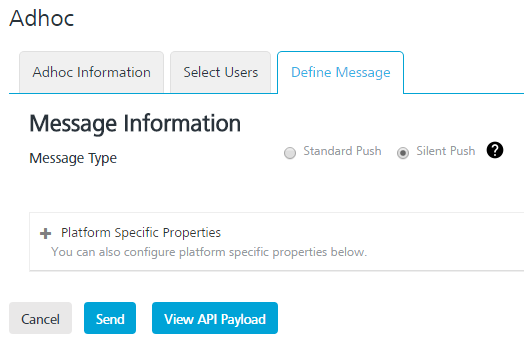 Adhoc
Adhoc Information Select Users Define Message
Message Information
Message Type Standard Push Silent Push ?
Platform Specific Properties
You can also configure platform specific properties below.
Cancel Send View API Payload